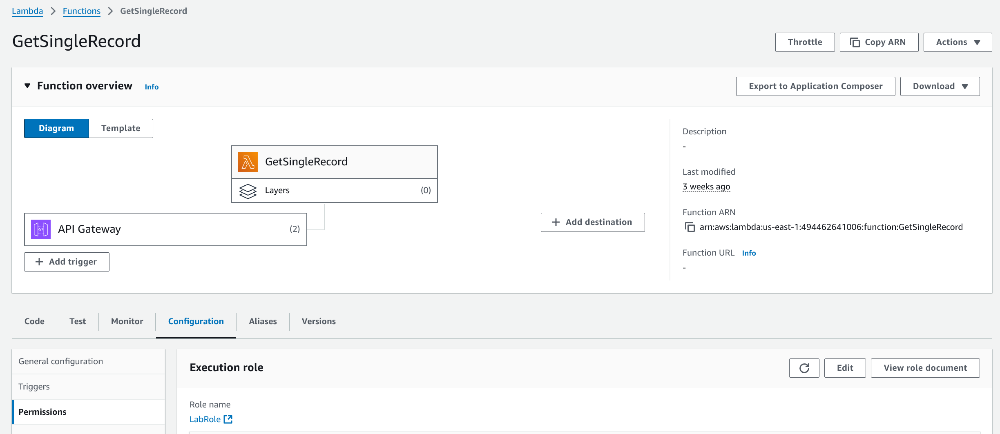 Lambda > Functions > GetSingleRecord
GetSingleRecord
Throttle
Copy ARN
Actions
Function overview
Info
Export to Application Composer
Download
Diagram
Template
GetSingleRecord
Layers
(0)
API Gateway
(2)
+ Add trigger
+ Add destination
Description
-
Last modified
3 weeks ago
Function ARN
arn:aws:lambda:us-east-1:494462641006:function:GetSingleRecord
Function URL
Info
-
Code
Test
Monitor
Configuration
Aliases
Versions
General configuration
Triggers
Permissions
Execution role
Edit
View role document
Role name
LabRole